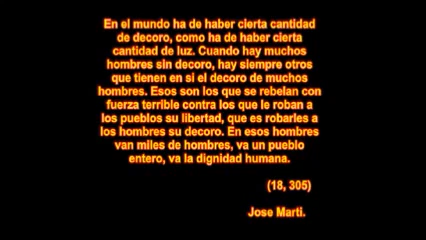 En el mundo ha de haber cierta cantidad
de decoro, como ha de haber cierta
cantidad de luz. Cuando hay muchos
hombres sin decoro, hay siempre otros
que tienen en si el decoro de muchos
hombres. Esos son los que se rebelan con
fuerza terrible contra los que le roban a
los pueblos su libertad, que es robarles a
los hombres su decoro. En esos hombres
van miles de hombres, va un pueblo
entero, va la dignidad humana.
(18, 305)
Jose Marti.